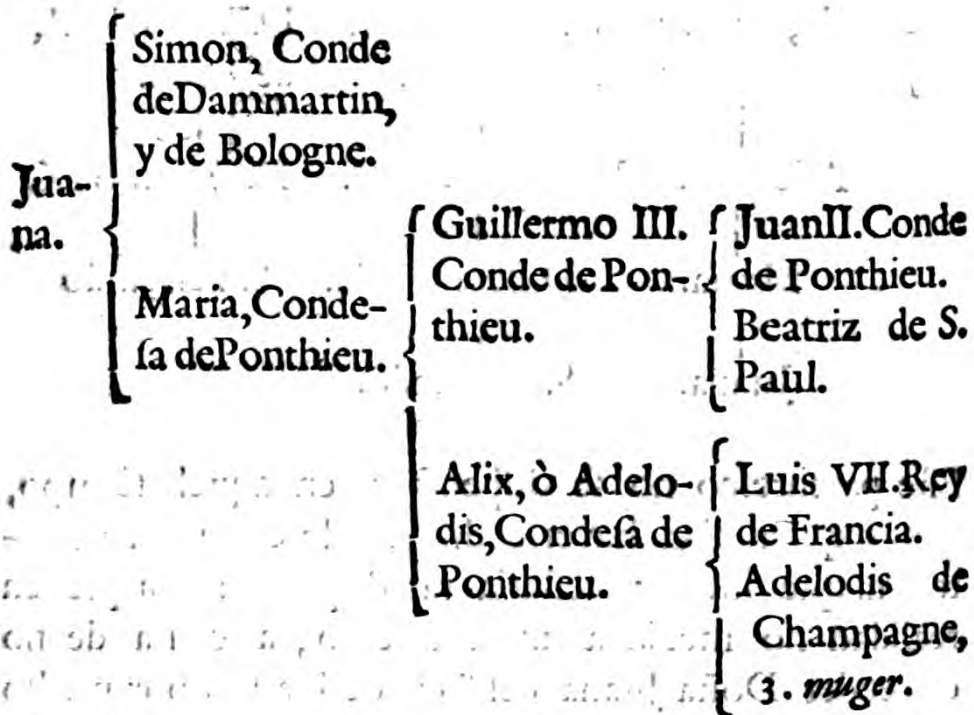 Jua-
na.
Simon, Conde
deDammartin,
y de Bologne.
Maria,Conde-
ſa dePonthieu.
Guillermo III.
Conde de Pon-
thieu.
JuanII.Conde
de Ponthieu.
Beatriz de S.
Paul.
Alix, ò Adelo-
dis,Condeſa de
Ponthieu.
Luis VII.Rey
de Francia.
Adelodis de
Champagne,
3. muger.